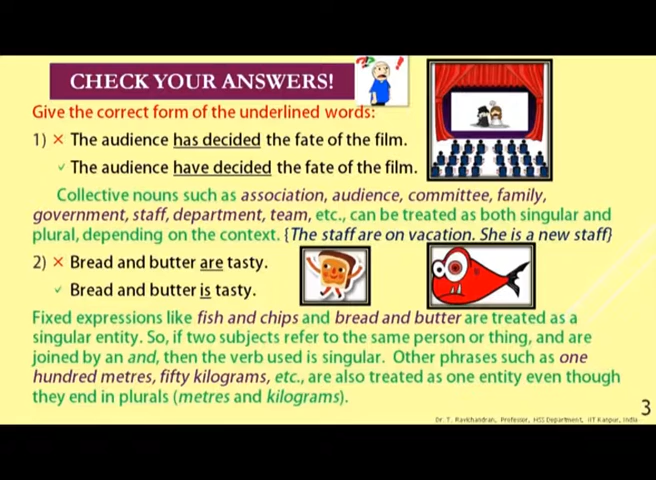 CHECK YOUR ANSWERS!
Give the correct form of the underlined words:
1) × The audience has decided the fate of the film.
✓ The audience have decided the fate of the film.
Collective nouns such as association, audience, committee, family,
government, staff, department, team, etc., can be treated as both singular and
plural, depending on the context. {The staff are on vacation. She is a new staff}
2) × Bread and butter are tasty.
✓ Bread and butter is tasty.
Fixed expressions like fish and chips and bread and butter are treated as a
singular entity. So, if two subjects refer to the same person or thing, and are
joined by an and, then the verb used is singular. Other phrases such as one
hundred metres, fifty kilograms, etc., are also treated as one entity even though
they end in plurals (metres and kilograms).
3
Dr. T. Ravichandran, Professor, HSS Department, IIT Kanpur, India